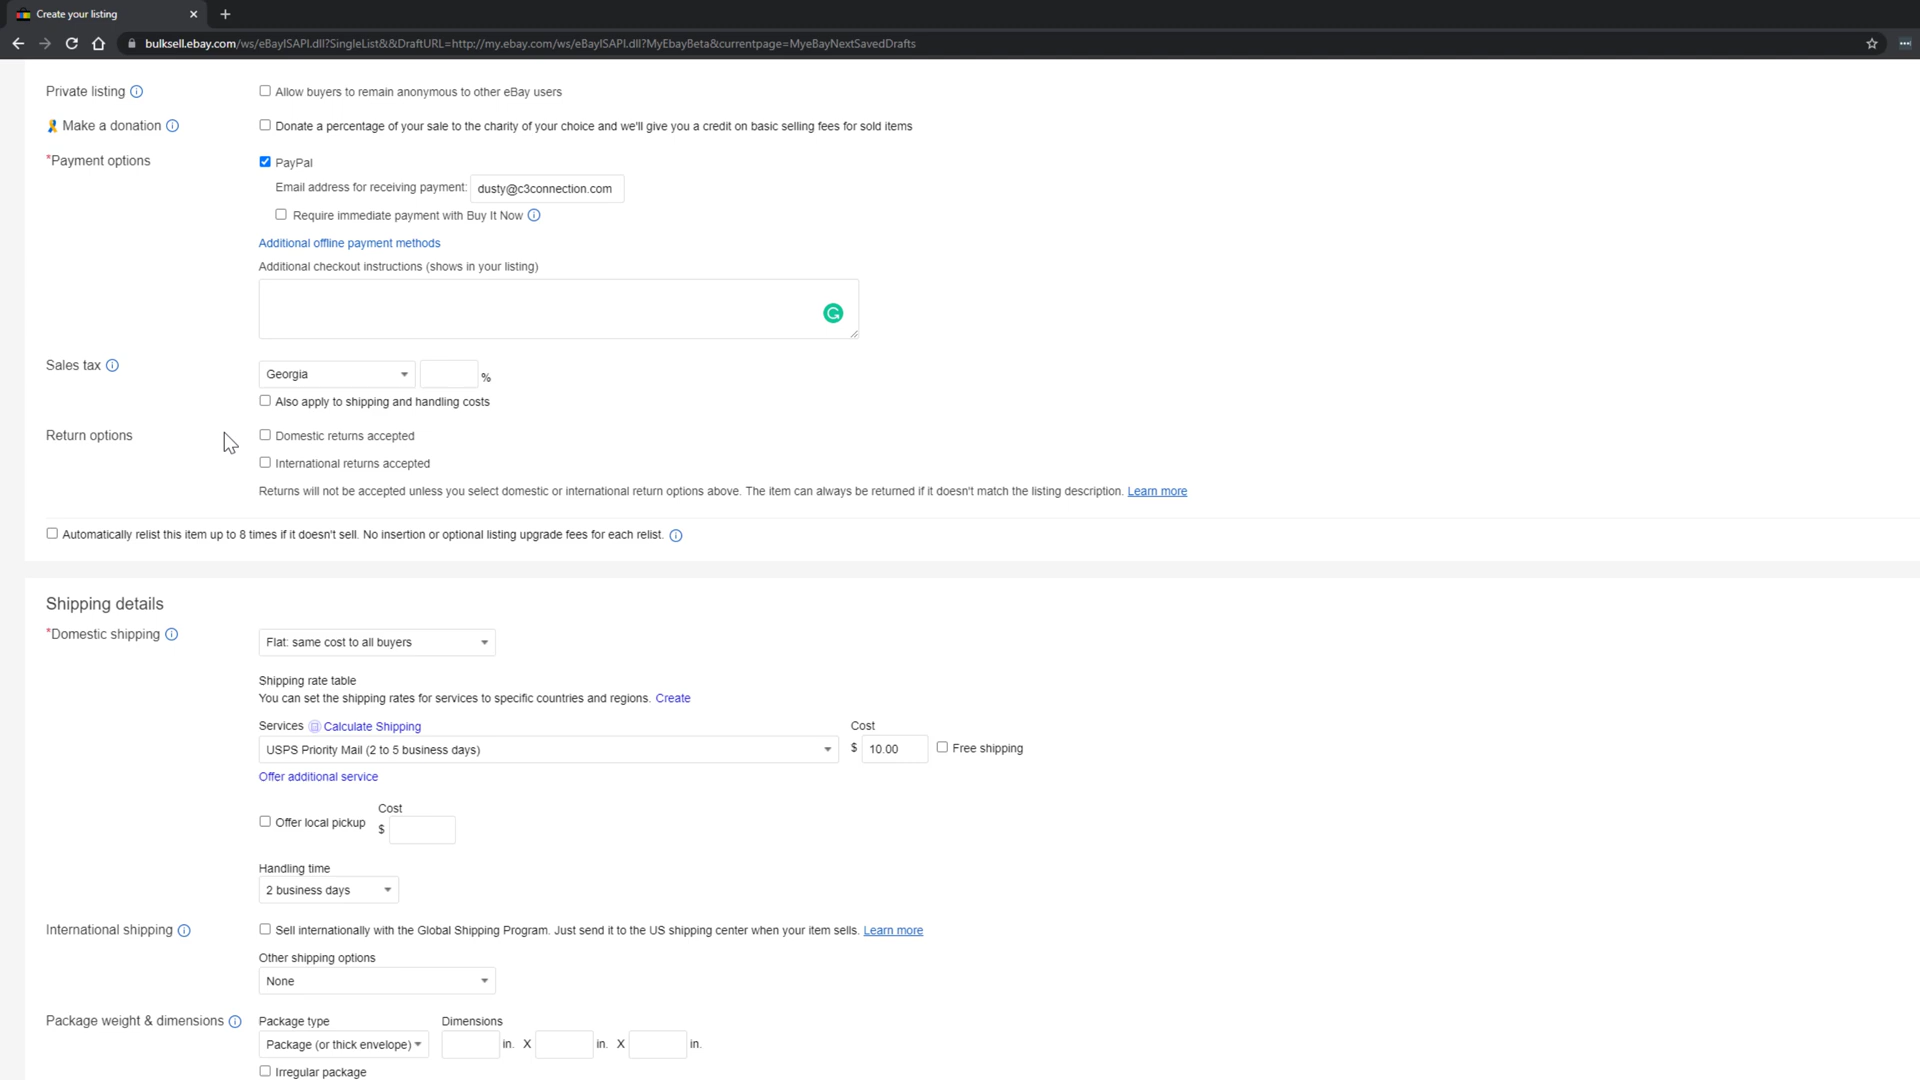 Create your listing
bulksell.ebay.com/ws/eBayISAPI.dll?SingleList&&DraftURL=http://my.ebay.com/ws/eBayISAPI.dll?MyEbayBeta&currentpage=MyeBayNextSavedDrafts
Private listing
Allow buyers to remain anonymous to other eBay users
Make a donation
Donate a percentage of your sale to the charity of your choice and we'll give you a credit on basic selling fees for sold items
*Payment options
PayPal
Email address for receiving payment: dusty@c3connection.com
Require immediate payment with Buy It Now
Additional offline payment methods
Additional checkout instructions (shows in your listing)
Sales tax
Georgia %
Also apply to shipping and handling costs
Return options
Domestic returns accepted
International returns accepted
Returns will not be accepted unless you select domestic or international return options above. The item can always be returned if it doesn't match the listing description. Learn more
Automatically relist this item up to 8 times if it doesn't sell. No insertion or optional listing upgrade fees for each relist.
Shipping details
*Domestic shipping
Flat: same cost to all buyers
Shipping rate table
You can set the shipping rates for services to specific countries and regions. Create
Services Calculate Shipping Cost
USPS Priority Mail (2 to 5 business days) $ 10.00 Free shipping
Offer additional service
Cost
Offer local pickup $
Handling time
2 business days
International shipping
Sell internationally with the Global Shipping Program. Just send it to the US shipping center when your item sells. Learn more
Other shipping options
None
Package weight & dimensions
Package type Dimensions
Package (or thick envelope) in. X in. X in.
Irregular package